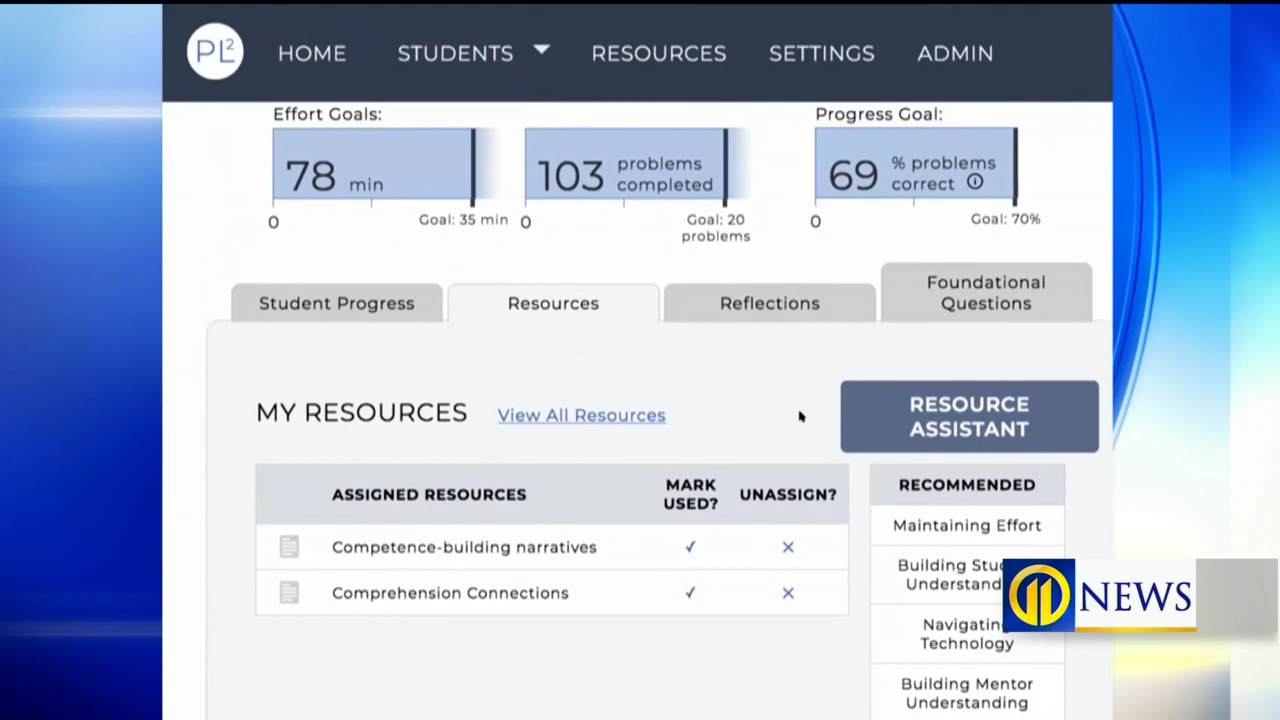 PL²
HOME
STUDENTS
RESOURCES
SETTINGS
ADMIN
Effort Goals:
Progress Goal:
78 min
103 problems
completed
69 % problems
correct
0
Goal: 35 min
0
Goal: 20
problems
0
Goal: 70%
Student Progress
Resources
Reflections
Foundational
Questions
MY RESOURCES
View All Resources
RESOURCE
ASSISTANT
ASSIGNED RESOURCES
MARK
USED?
UNASSIGN?
Competence-building narratives
Comprehension Connections
RECOMMENDED
Maintaining Effort
Building
Navigating
Technology
Building Mentor
Understanding
11 NEWS